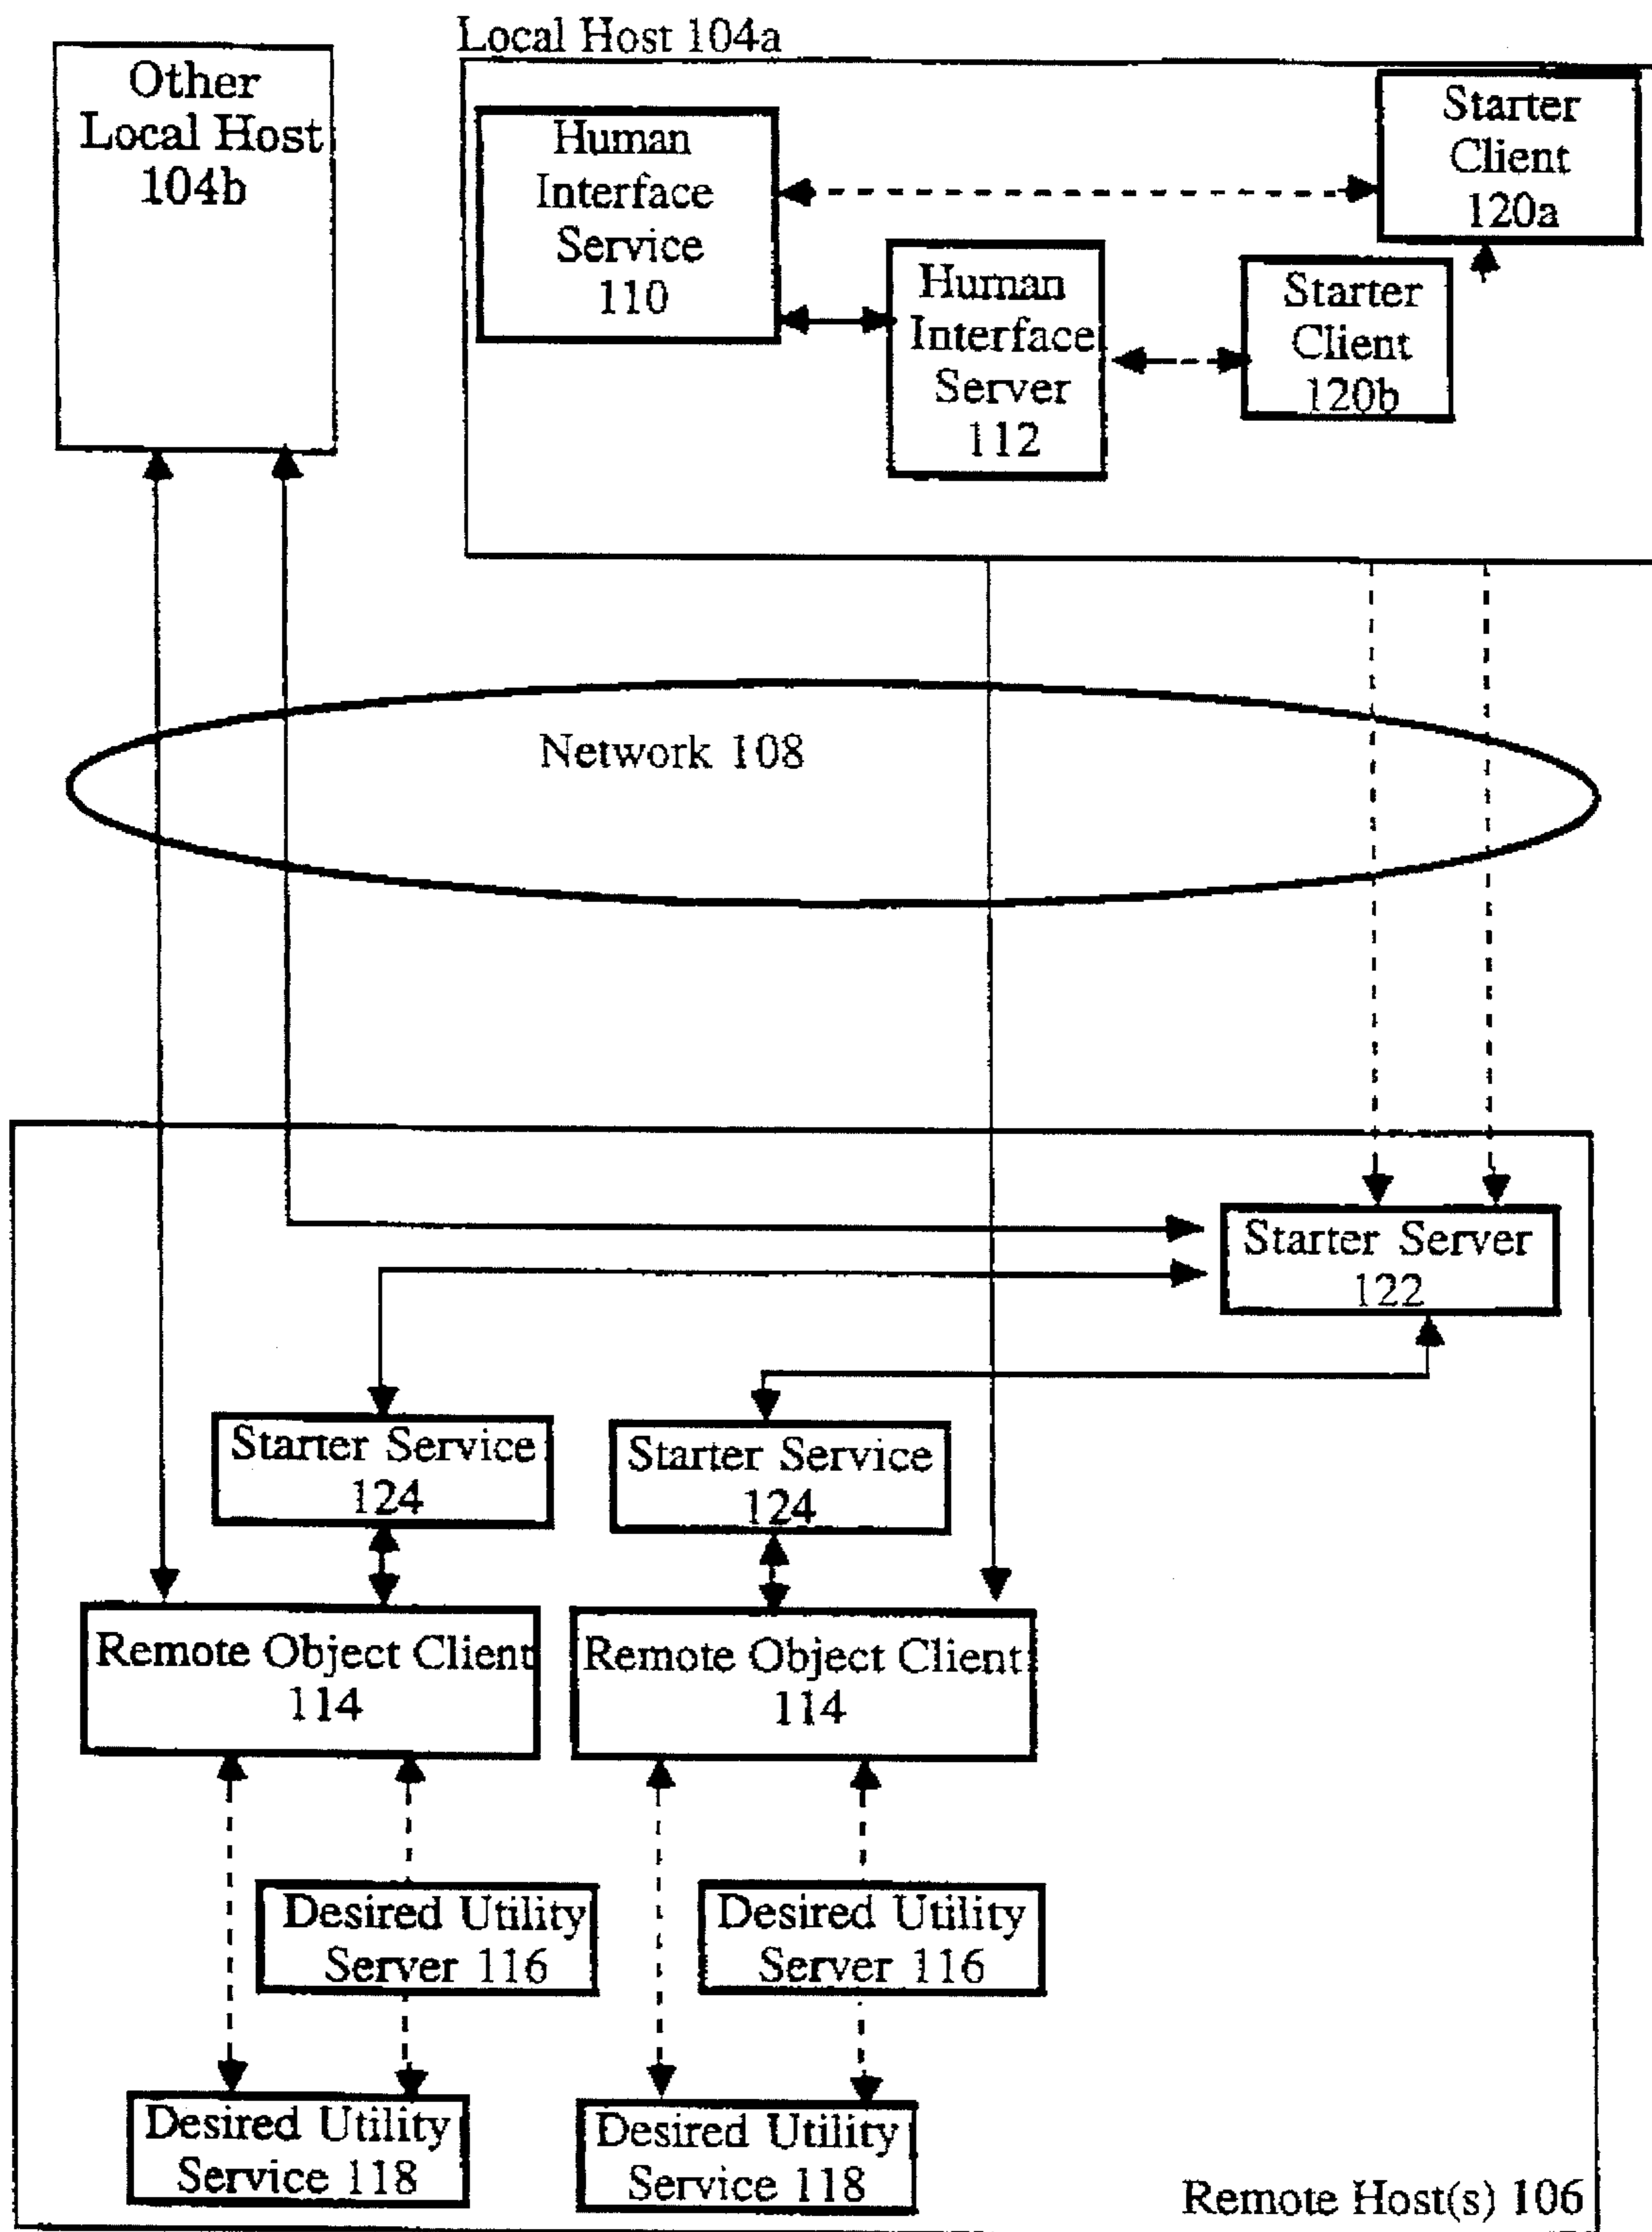 Local Host 104a
Other
Local Host
104b
Human
Interface
Service
110
Starter
Client
120a
Human
Interface
Server
112
Starter
Client
120b
Network 108
Starter Server
122
Starter Service
124
Starter Service
124
Remote Object Client
114
Remote Object Client
114
Desired Utility
Server 116
Desired Utility
Server 116
Desired Utility
Service 118
Desired Utility
Service 118
Remote Host(s) 106